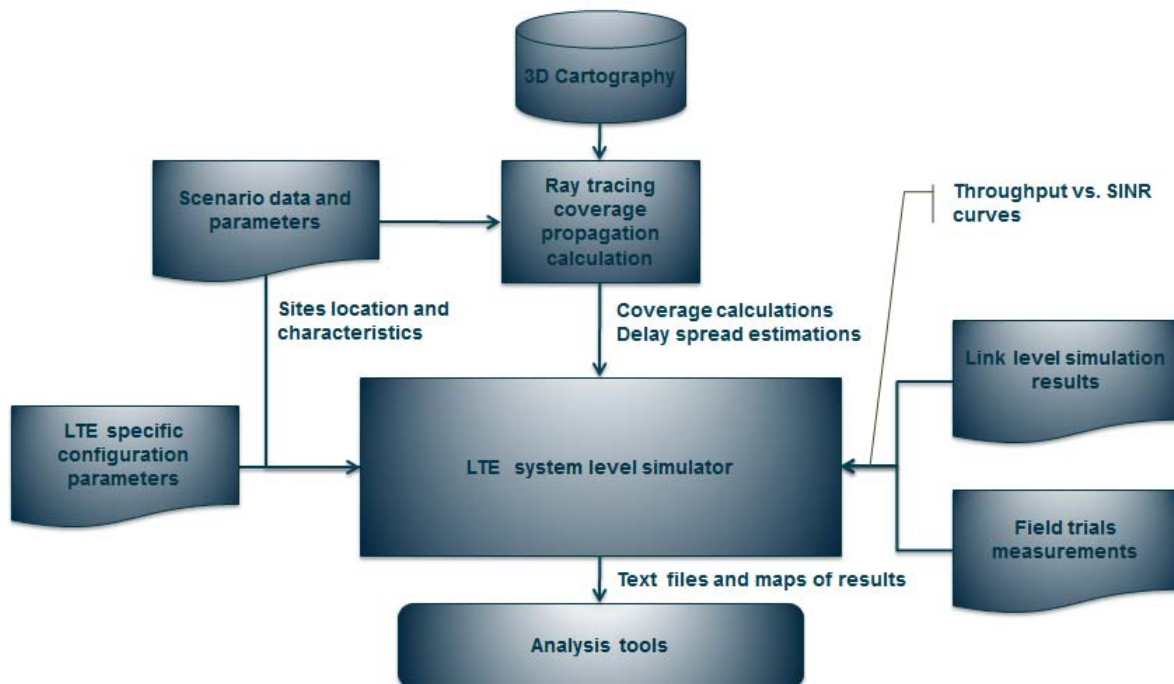 3D Cartography
Scenario data and
parameters
Ray tracing
coverage
propagation
calculation
Throughput vs. SINR
curves
Sites location and
characteristics
Coverage calculations
Delay spread estimations
Link level simulation
results
LTE specific
configuration
parameters
LTE system level simulator
Field trials
measurements
Text files and maps of results
Analysis tools